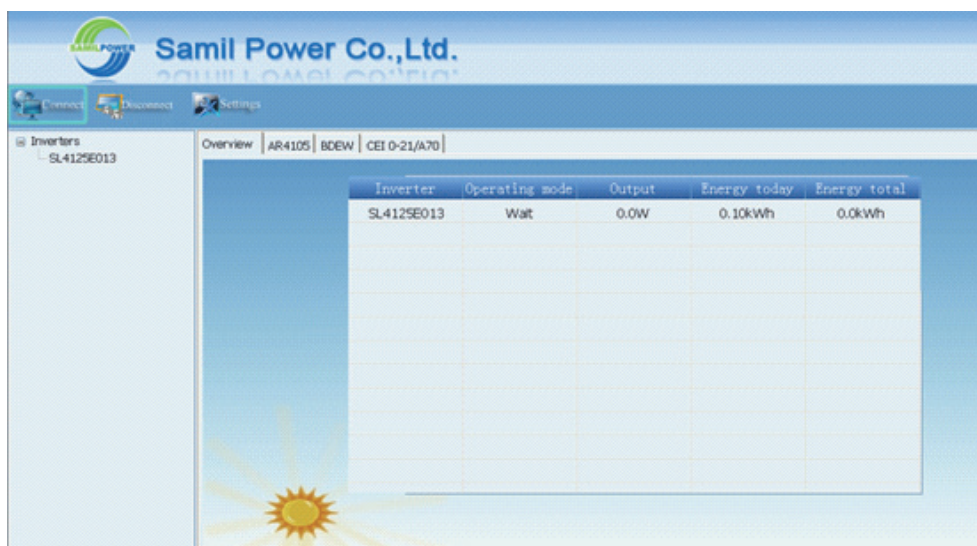 SAMILPOWER
Samil Power Co.,Ltd.
Connect Disconnect Settings
Inverters
SL4125E013
Overview AR4105 BDEW CEI 0-21/A70
Inverter Operating mode Output Energy today Energy total
SL4125E013 Wait 0.0W 0.10kWh 0.0kWh